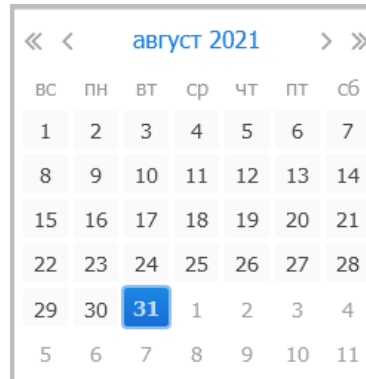 « < август 2021 > »
вс пн вт ср чт пт сб
1 2 3 4 5 6 7
8 9 10 11 12 13 14
15 16 17 18 19 20 21
22 23 24 25 26 27 28
29 30 31 1 2 3 4
5 6 7 8 9 10 11